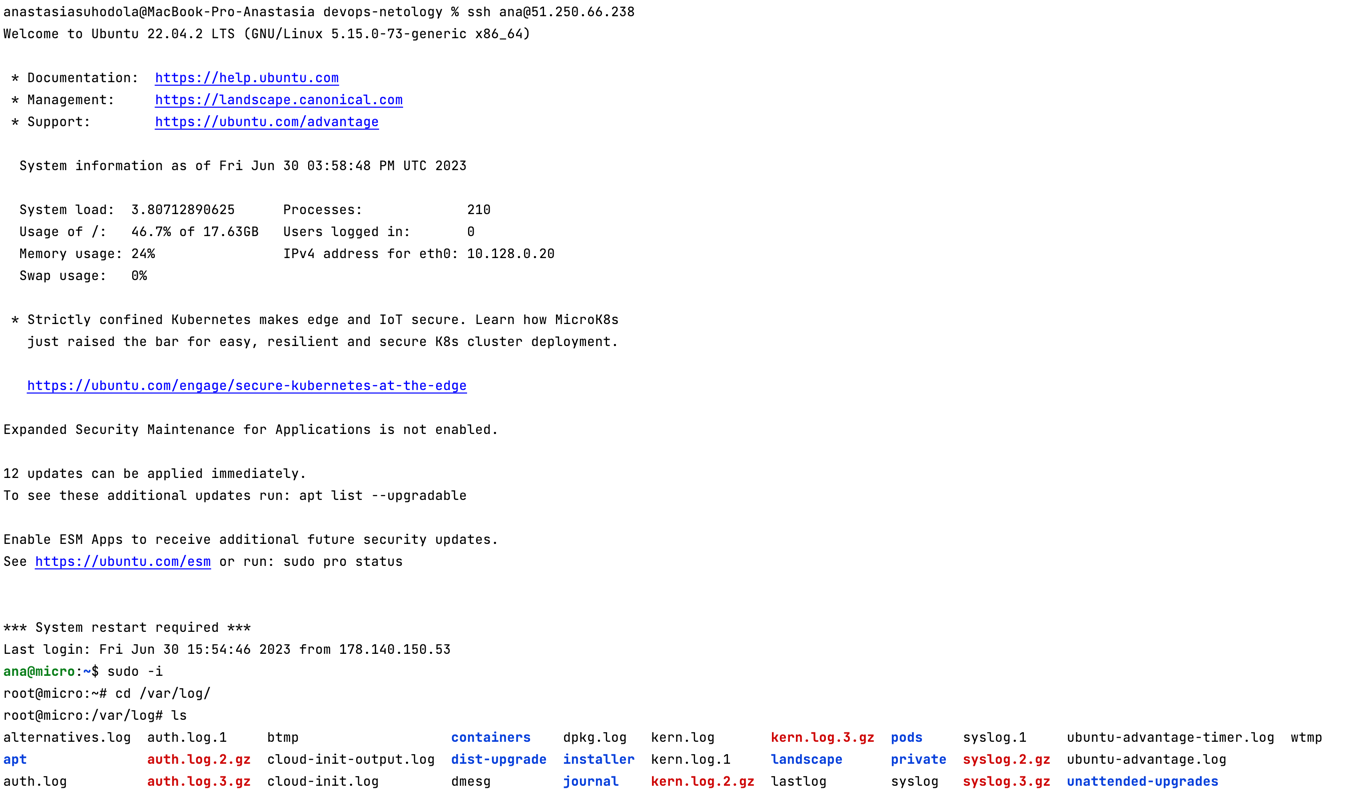 anastasiasuhodola@MacBook-Pro-Anastasia devops-netology % ssh ana@51.250.66.238
Welcome to Ubuntu 22.04.2 LTS (GNU/Linux 5.15.0-73-generic x86_64)

 * Documentation:  https://help.ubuntu.com
 * Management:     https://landscape.canonical.com
 * Support:        https://ubuntu.com/advantage

  System information as of Fri Jun 30 03:58:48 PM UTC 2023

  System load:  3.80712890625      Processes:             210
  Usage of /:   46.7% of 17.63GB   Users logged in:       0
  Memory usage: 24%                IPv4 address for eth0: 10.128.0.20
  Swap usage:   0%

 * Strictly confined Kubernetes makes edge and IoT secure. Learn how MicroK8s
   just raised the bar for easy, resilient and secure K8s cluster deployment.

   https://ubuntu.com/engage/secure-kubernetes-at-the-edge

Expanded Security Maintenance for Applications is not enabled.

12 updates can be applied immediately.
To see these additional updates run: apt list --upgradable

Enable ESM Apps to receive additional future security updates.
See https://ubuntu.com/esm or run: sudo pro status

*** System restart required ***
Last login: Fri Jun 30 15:54:46 2023 from 178.140.150.53
ana@micro:~$ sudo -i
root@micro:~# cd /var/log/
root@micro:/var/log# ls
alternatives.log  auth.log.1     btmp                   containers    dpkg.log   kern.log       kern.log.3.gz  pods     syslog.1     ubuntu-advantage-timer.log  wtmp
apt               auth.log.2.gz  cloud-init-output.log  dist-upgrade  installer  kern.log.1     landscape      private  syslog.2.gz  ubuntu-advantage.log
auth.log          auth.log.3.gz  cloud-init.log         dmesg         journal    kern.log.2.gz  lastlog        syslog   syslog.3.gz  unattended-upgrades